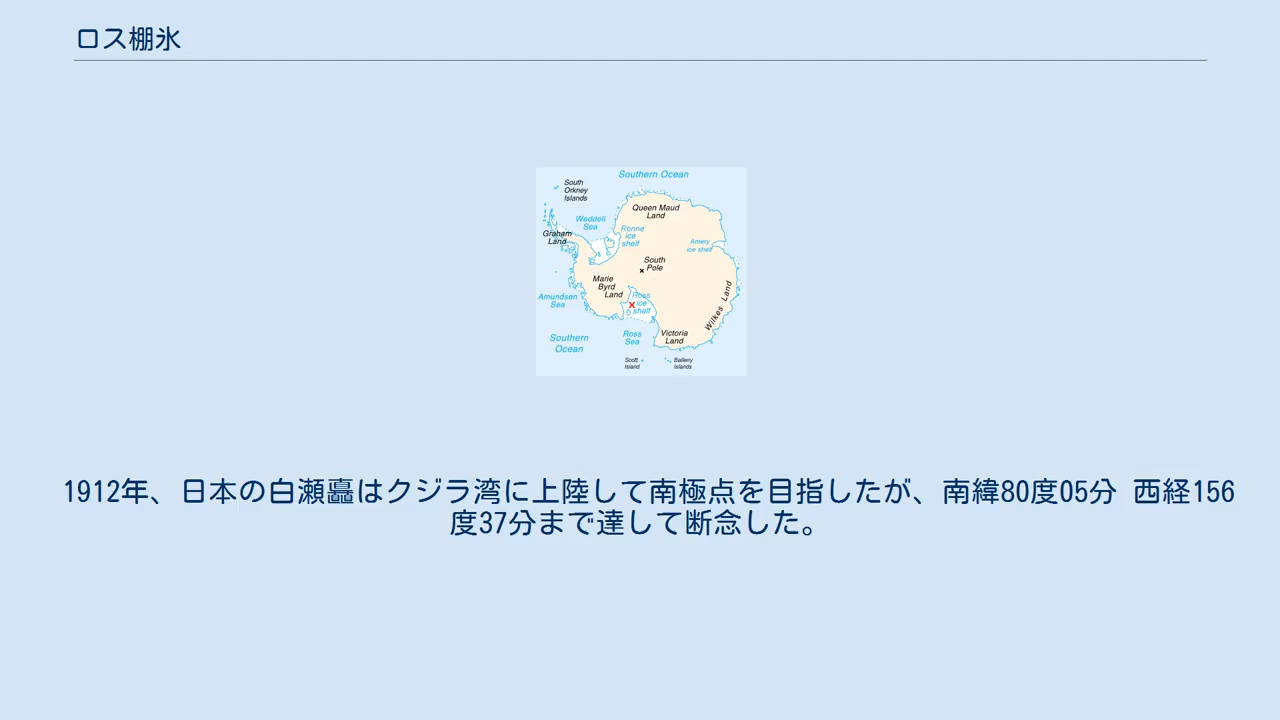 ロス棚氷
Southern Ocean
South
Orkney
Islands
Queen Maud
Land
Weddell
Sea
Ronne
ice
shelf
Graham
Land
Amery
ice shelf
South
Pole
Marie
Byrd
Land
Ross
ice
shelf
Amundsen
Sea
Wilkes Land
Southern
Ocean
Ross
Sea
Victoria
Land
Scott
Island
Balleny
Islands
1912年、日本の白瀬矗はクジラ湾に上陸して南極点を目指したが、南緯80度05分 西経156
度37分まで達して断念した。